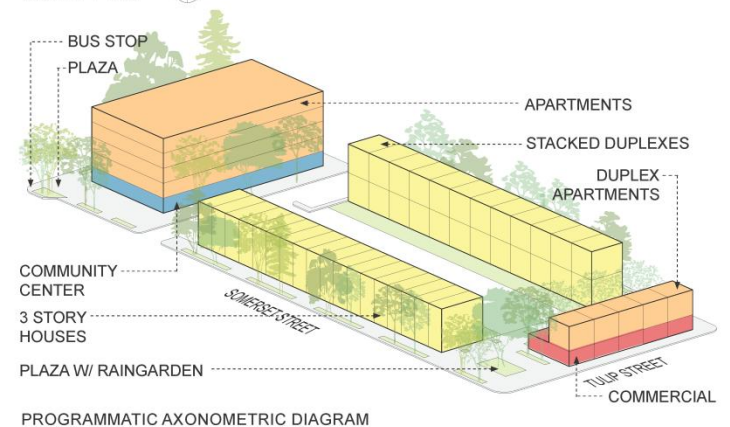 BUS STOP
PLAZA
APARTMENTS
STACKED DUPLEXES
DUPLEX
APARTMENTS
COMMUNITY
CENTER
3 STORY
HOUSES
SOMERSET STREET
PLAZA W/ RAINGARDEN
TULIP STREET
COMMERCIAL
PROGRAMMATIC AXONOMETRIC DIAGRAM